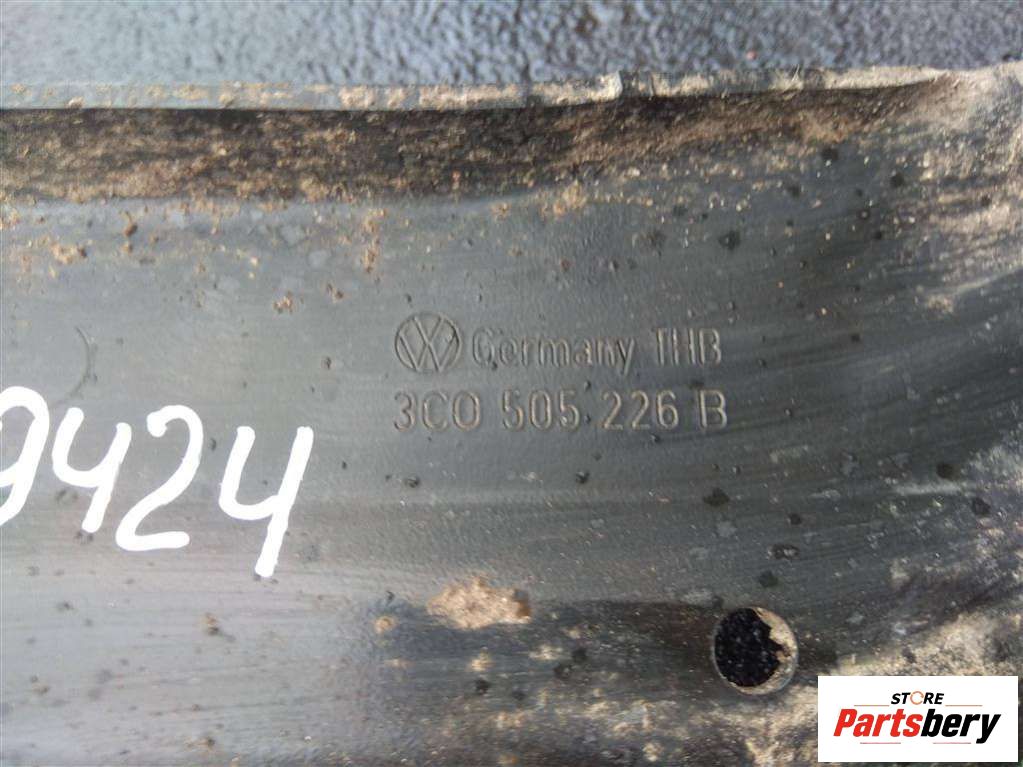 Germany THB
3C0 505 226 B
9424
STORE
Partsbery